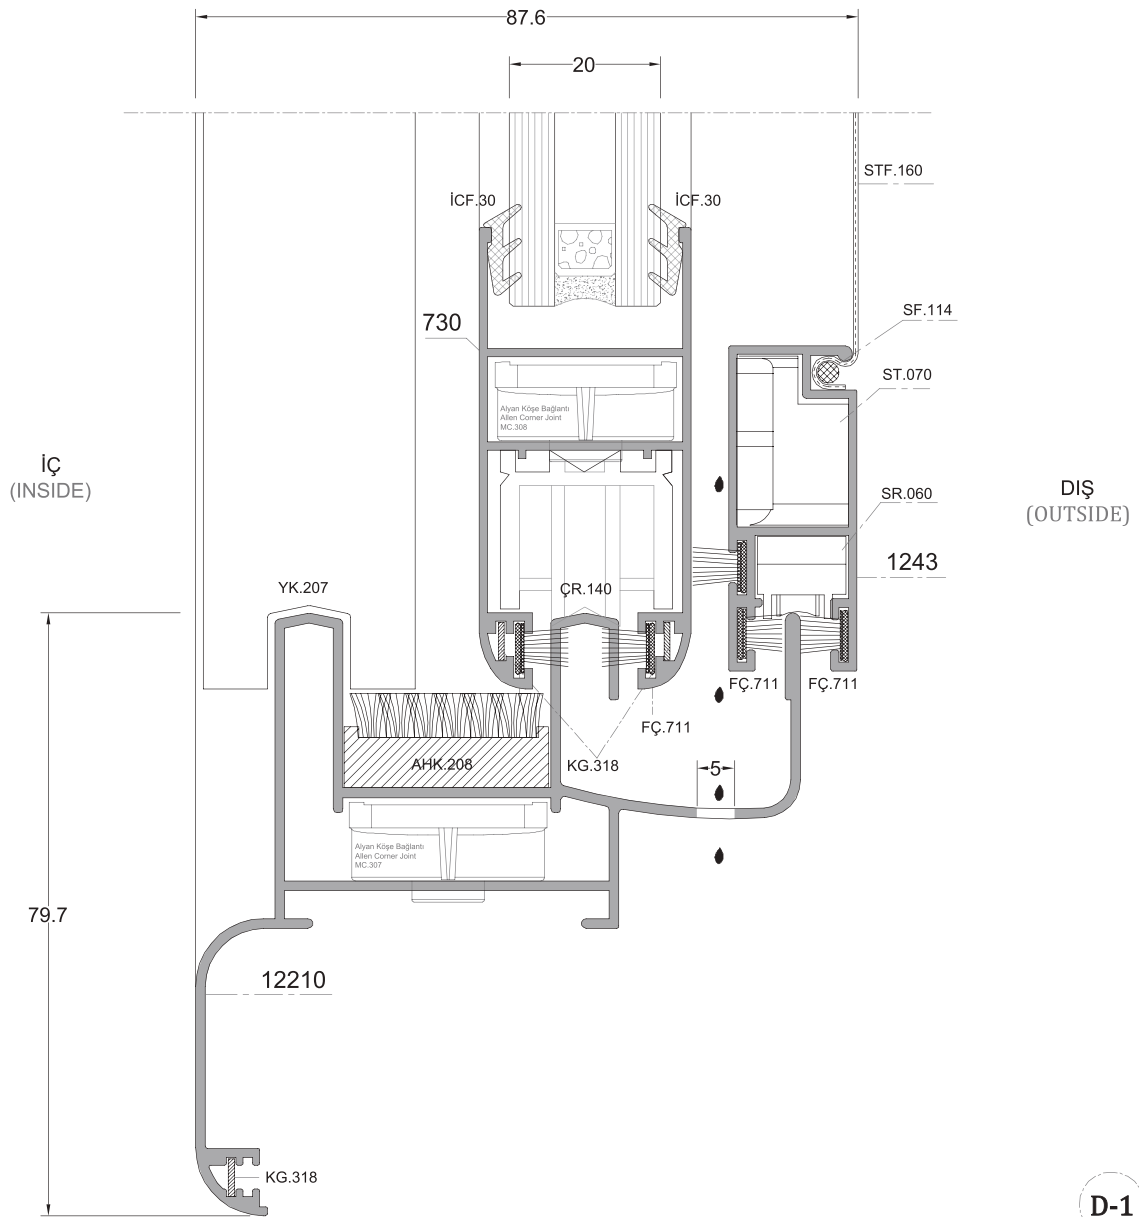 87.6
20
STF.160
İCF.30
İCF.30
SF.114
730
ST.070
Alyan Köşe Bağlantı
Allen Corner Joint
MC.308
İÇ
(INSIDE)
DIŞ
(OUTSIDE)
SR.060
1243
YK.207
ÇR.140
FÇ.711
FÇ.711
FÇ.711
AHK.208
KG.318
5
Alyan Köşe Bağlantı
Allen Corner Joint
MC.307
79.7
12210
KG.318
D-1